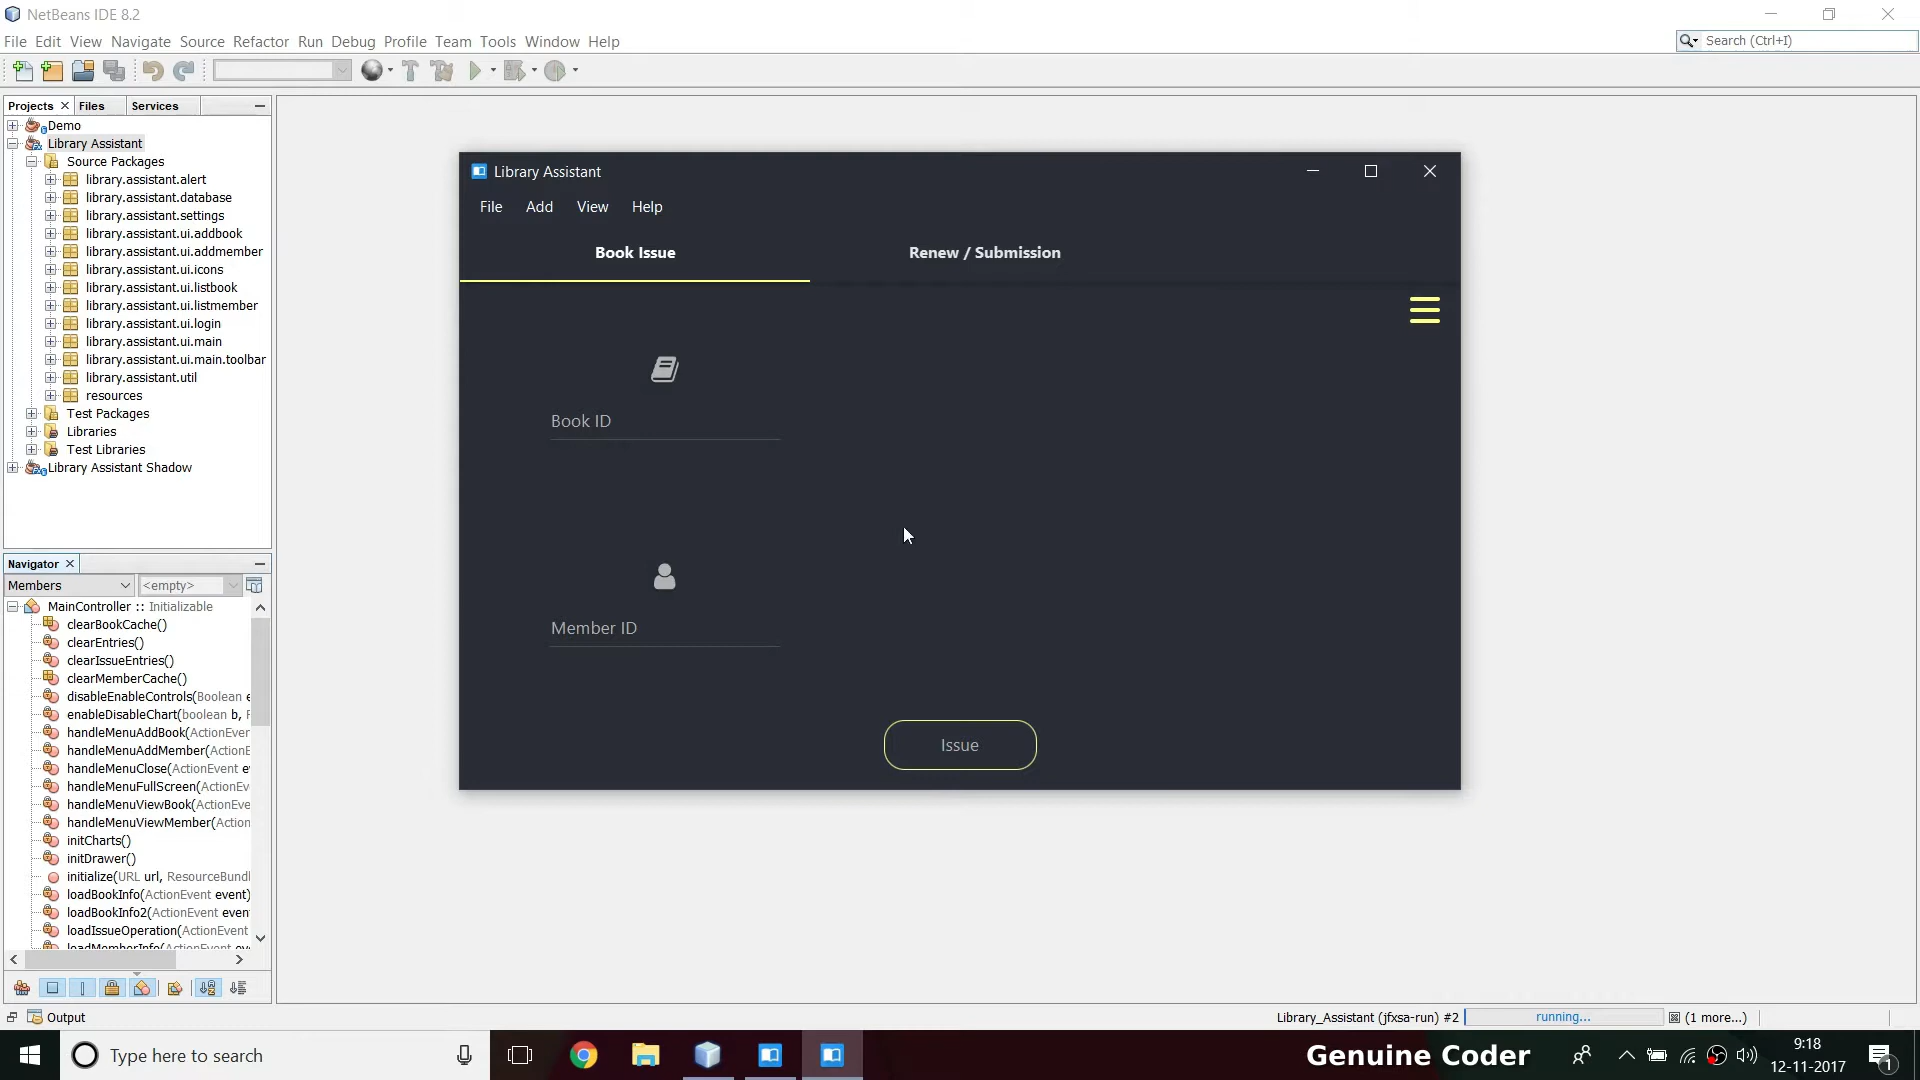 NetBeans IDE 8.2
File Edit View Navigate Source Refactor Run Debug Profile Team Tools Window Help
Search (Ctrl+I)
Projects Files Services
Demo
Library Assistant
Source Packages
library.assistant.alert
library.assistant.database
library.assistant.settings
library.assistant.ui.addbook
library.assistant.ui.addmember
library.assistant.ui.icons
library.assistant.ui.listbook
library.assistant.ui.listmember
library.assistant.ui.login
library.assistant.ui.main
library.assistant.ui.main.toolbar
library.assistant.util
resources
Test Packages
Libraries
Test Libraries
Library Assistant Shadow
Library Assistant
File Add View Help
Book Issue Renew / Submission
Book ID
Member ID
Issue
Navigator
Members <empty>
MainController :: Initializable
clearBookCache()
clearEntries()
clearIssueEntries()
clearMemberCache()
disableEnableControls(Boolean
enableDisableChart(boolean b,
handleMenuAddBook(ActionEver
handleMenuAddMember(ActionE
handleMenuClose(ActionEvent
handleMenuFullScreen(ActionEv
handleMenuViewBook(ActionEve
handleMenuViewMember(Action
initCharts()
initDrawer()
initialize(URL url, ResourceBundl
loadBookInfo(ActionEvent event)
loadBookInfo2(ActionEvent
loadIssueOperation(ActionEvent
loadMemberInfo(ActionEvent
Output
Library_Assistant (jfxsa-run) #2 running... (1 more...)
Type here to search
Genuine Coder
9:18
12-11-2017
1